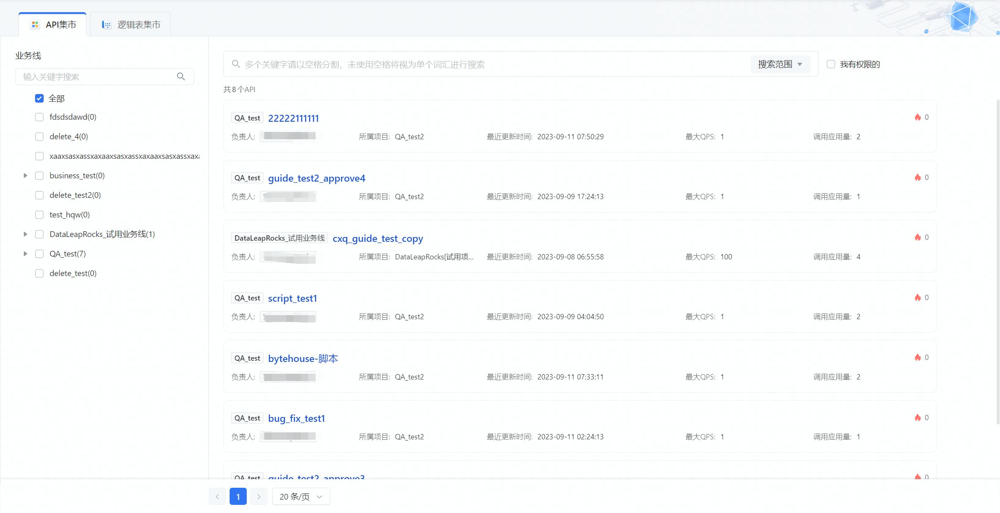 API集市
逻辑表集市
业务线
输入关键字搜索
全部
fdsdsdawd(0)
delete_4(0)
xaaxsasxassxaxaaxsasxassxaxaaxsasxassxaxa
business_test(0)
delete_test2(0)
test_hqw(0)
DataLeapRocks_试用业务线(1)
QA_test(7)
delete_test(0)
多个关键字请以空格分割，未使用空格将视为单个词汇进行搜索
搜索范围
我有权限的
共8个API
QA_test 22222111111 0
负责人: 所属项目: QA_test2 最近更新时间: 2023-09-11 07:50:29 最大QPS: 1 调用应用量: 2
QA_test guide_test2_approve4 0
负责人: 所属项目: QA_test2 最近更新时间: 2023-09-09 17:24:13 最大QPS: 1 调用应用量: 1
DataLeapRocks_试用业务线 cxq_guide_test_copy 0
负责人: 所属项目: DataLeapRocks[试用项... 最近更新时间: 2023-09-08 06:55:58 最大QPS: 100 调用应用量: 4
QA_test script_test1 0
负责人: 所属项目: QA_test2 最近更新时间: 2023-09-09 04:04:50 最大QPS: 1 调用应用量: 2
QA_test bytehouse-脚本 0
负责人: 所属项目: QA_test2 最近更新时间: 2023-09-11 07:33:11 最大QPS: 1 调用应用量: 2
QA_test bug_fix_test1 0
负责人: 所属项目: QA_test2 最近更新时间: 2023-09-11 02:24:13 最大QPS: 1 调用应用量: 1
QA_test guide_test2_approve3 0
1
20 条/页